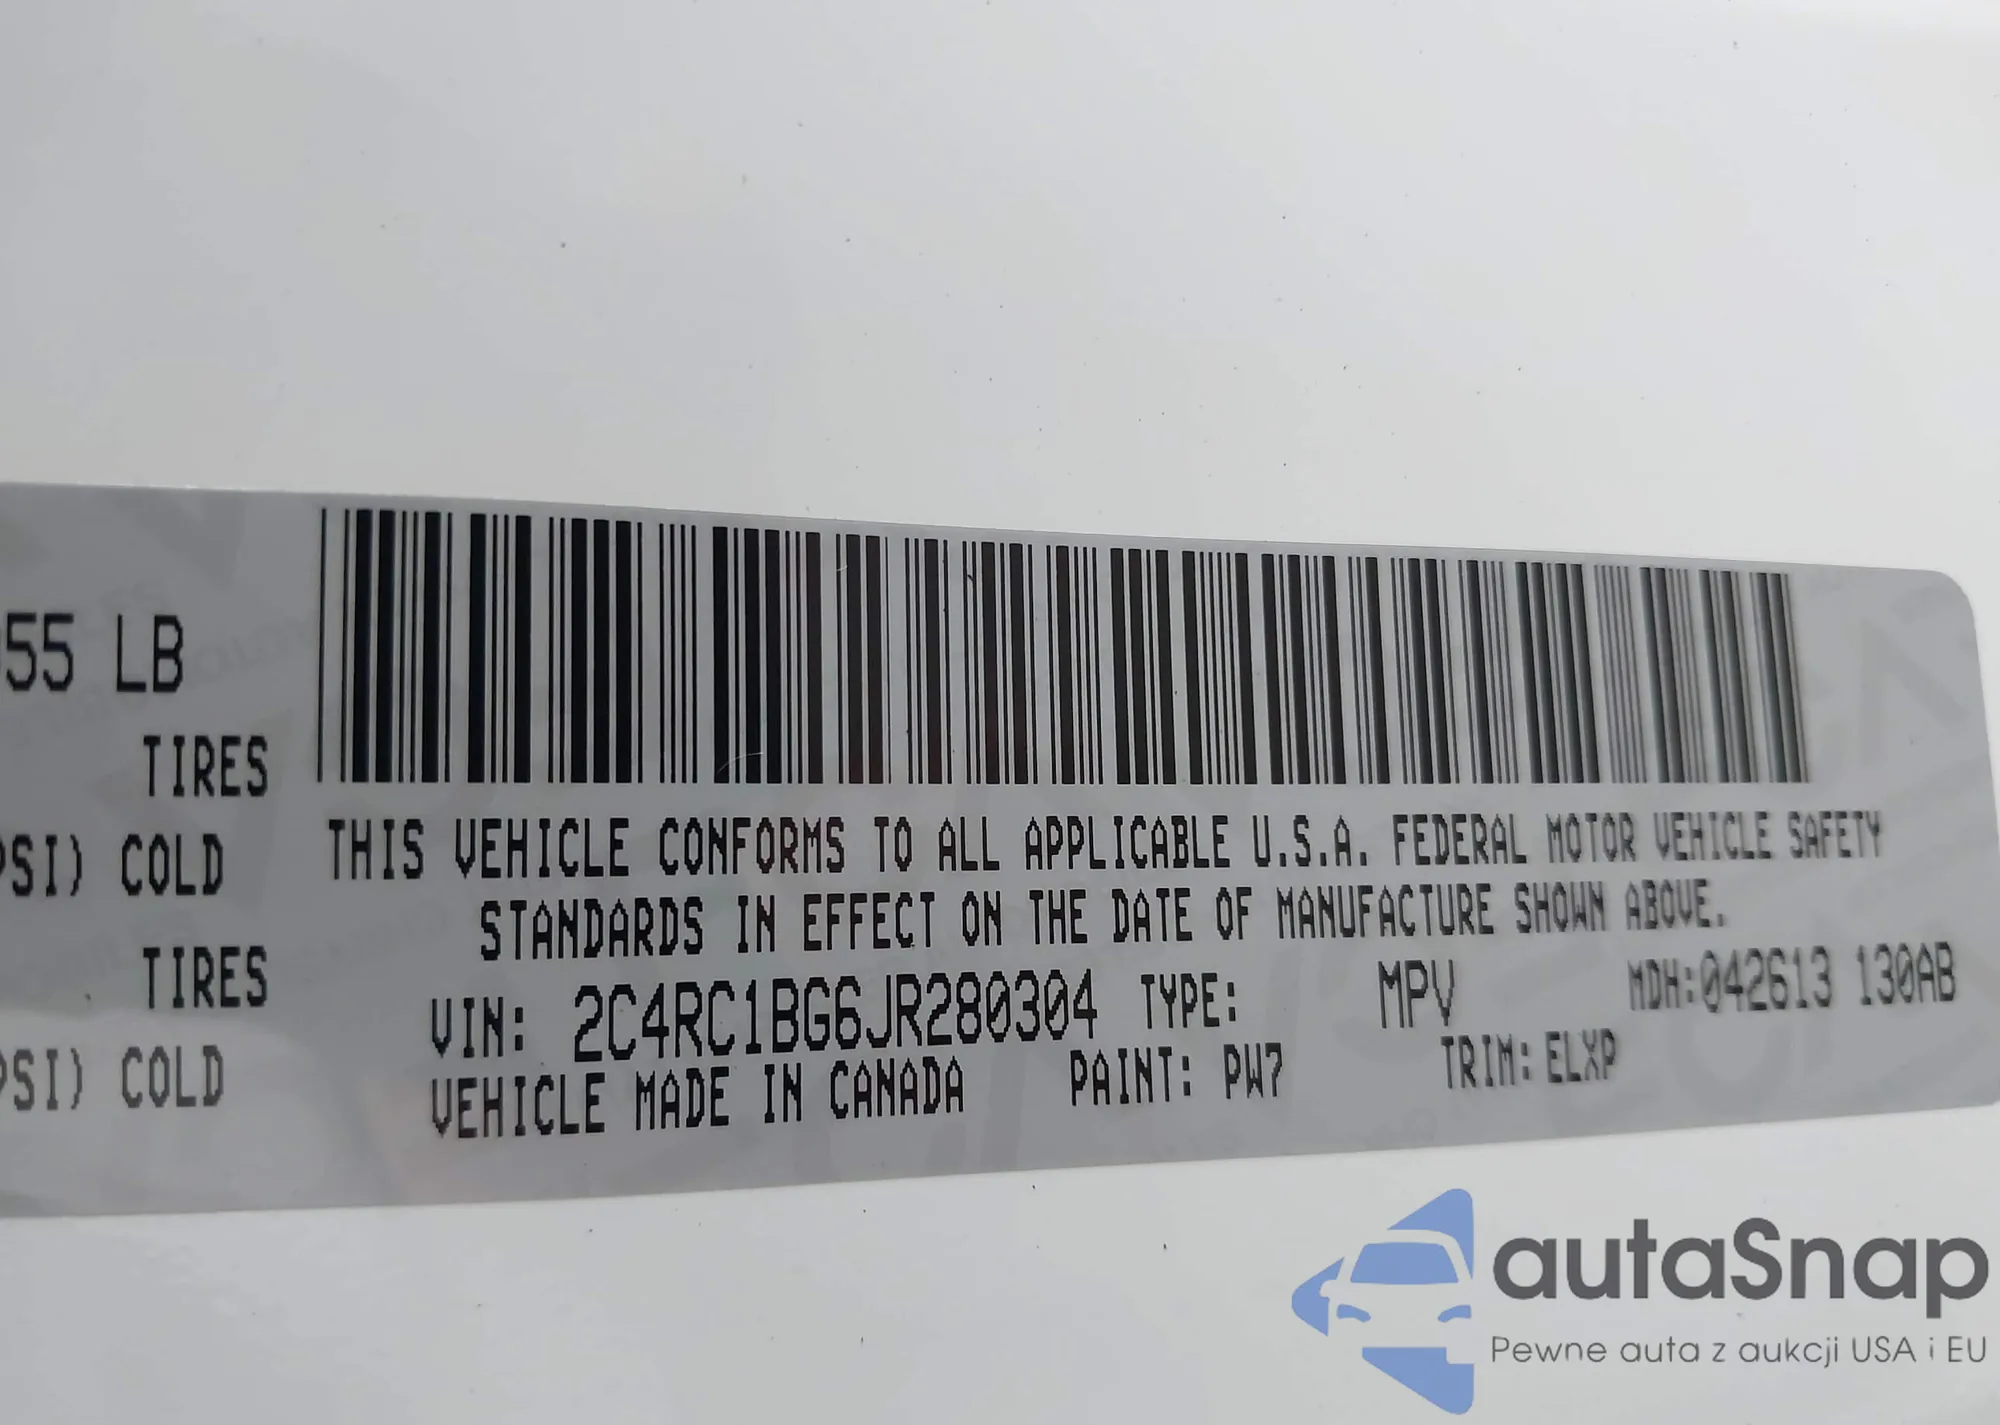 55 LB
TIRES
PSI) COLD
TIRES
PSI) COLD
THIS VEHICLE CONFORMS TO ALL APPLICABLE U.S.A. FEDERAL MOTOR VEHICLE SAFETY
STANDARDS IN EFFECT ON THE DATE OF MANUFACTURE SHOWN ABOVE.
VIN: 2C4RC1BG6JR280304 TYPE: MPV MDH:042613 130AB
VEHICLE MADE IN CANADA PAINT: PW7 TRIM: ELXP
autaSnap
Pewne auta z aukcji USA i EU